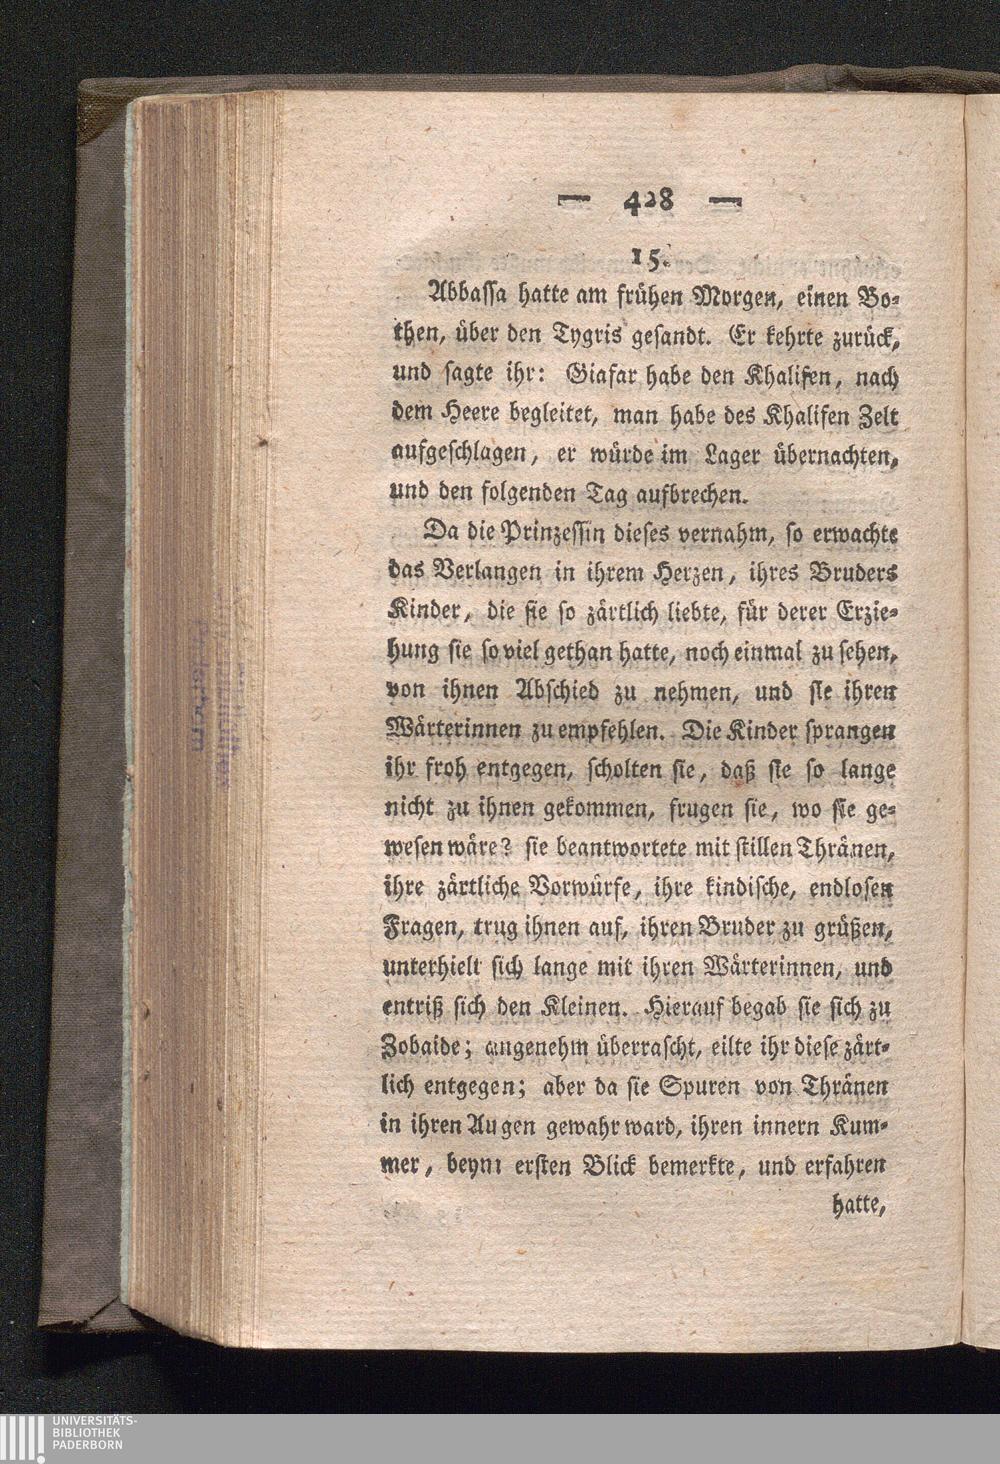 — 428 —
15.
Abbassa hatte am frühen Morgen, einen Bo-
then, über den Tygris gesandt. Er kehrte zurück,
und sagte ihr: Giafar habe den Khalifen, nach
dem Heere begleitet, man habe des Khalifen Zelt
aufgeschlagen, er würde im Lager übernachten,
und den folgenden Tag aufbrechen.
Da die Prinzessin dieses vernahm, so erwachte
das Verlangen in ihrem Herzen, ihres Bruders
Kinder, die sie so zärtlich liebte, für derer Erzie-
hung sie so viel gethan hatte, noch einmal zu sehen,
von ihnen Abschied zu nehmen, und sie ihren
Wärterinnen zu empfehlen. Die Kinder sprangen
ihr froh entgegen, scholten sie, daß sie so lange
nicht zu ihnen gekommen, frugen sie, wo sie ge-
wesen wäre? sie beantwortete mit stillen Thränen,
ihre zärtliche Vorwürfe, ihre kindische, endlosen
Fragen, trug ihnen auf, ihren Bruder zu grüßen,
unterhielt sich lange mit ihren Wärterinnen, und
entriß sich den Kleinen. Hierauf begab sie sich zu
Zobaide; angenehm überrascht, eilte ihr diese zärt-
lich entgegen; aber da sie Spuren von Thränen
in ihren Augen gewahr ward, ihren innern Kum-
mer, beym ersten Blick bemerkte, und erfahren
hatte,
UNIVERSITÄTS-
BIBLIOTHEK
PADERBORN